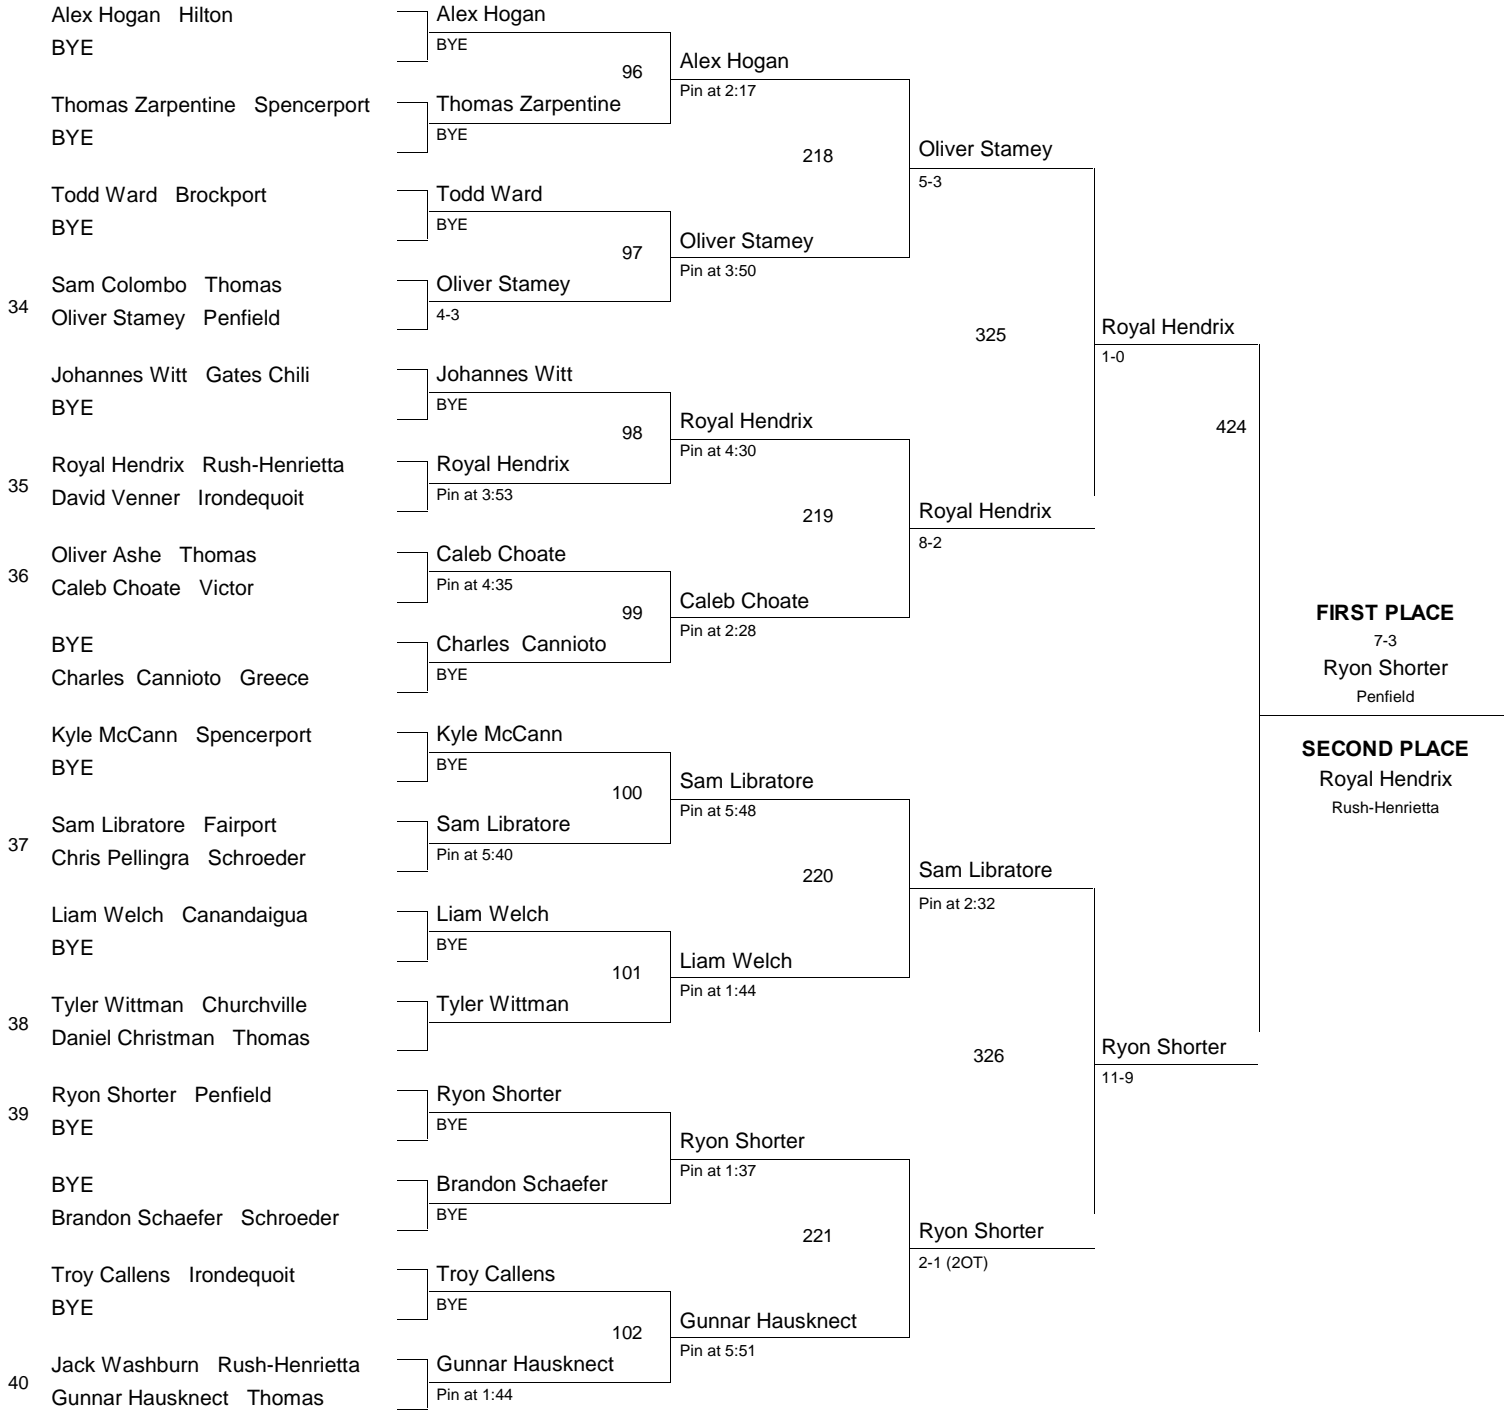 Alex Hogan Hilton
BYE
Thomas Zarpentine Spencerport
BYE
Todd Ward Brockport
BYE
34
Sam Colombo Thomas
Oliver Stamey Penfield
Johannes Witt Gates Chili
BYE
35
Royal Hendrix Rush-Henrietta
David Venner Irondequoit
36
Oliver Ashe Thomas
Caleb Choate Victor
BYE
Charles Cannioto Greece
Kyle McCann Spencerport
BYE
37
Sam Libratore Fairport
Chris Pellingra Schroeder
Liam Welch Canandaigua
BYE
38
Tyler Wittman Churchville
Daniel Christman Thomas
39
Ryon Shorter Penfield
BYE
BYE
Brandon Schaefer Schroeder
Troy Callens Irondequoit
BYE
40
Jack Washburn Rush-Henrietta
Gunnar Hausknect Thomas
Alex Hogan
BYE
96
Thomas Zarpentine
BYE
Todd Ward
BYE
97
Oliver Stamey
4-3
Johannes Witt
BYE
98
Royal Hendrix
Pin at 3:53
Caleb Choate
Pin at 4:35
99
Charles Cannioto
BYE
Kyle McCann
BYE
100
Sam Libratore
Pin at 5:40
Liam Welch
BYE
101
Tyler Wittman
Ryon Shorter
BYE
Brandon Schaefer
BYE
Troy Callens
BYE
102
Gunnar Hausknect
Pin at 1:44
Alex Hogan
Pin at 2:17
218
Oliver Stamey
Pin at 3:50
Royal Hendrix
Pin at 4:30
219
Caleb Choate
Pin at 2:28
Sam Libratore
Pin at 5:48
220
Liam Welch
Pin at 1:44
Ryon Shorter
Pin at 1:37
221
Gunnar Hausknect
Pin at 5:51
Oliver Stamey
5-3
325
Royal Hendrix
8-2
Sam Libratore
Pin at 2:32
326
Ryon Shorter
2-1 (2OT)
Royal Hendrix
1-0
424
Ryon Shorter
11-9
FIRST PLACE
7-3
Ryon Shorter
Penfield
SECOND PLACE
Royal Hendrix
Rush-Henrietta